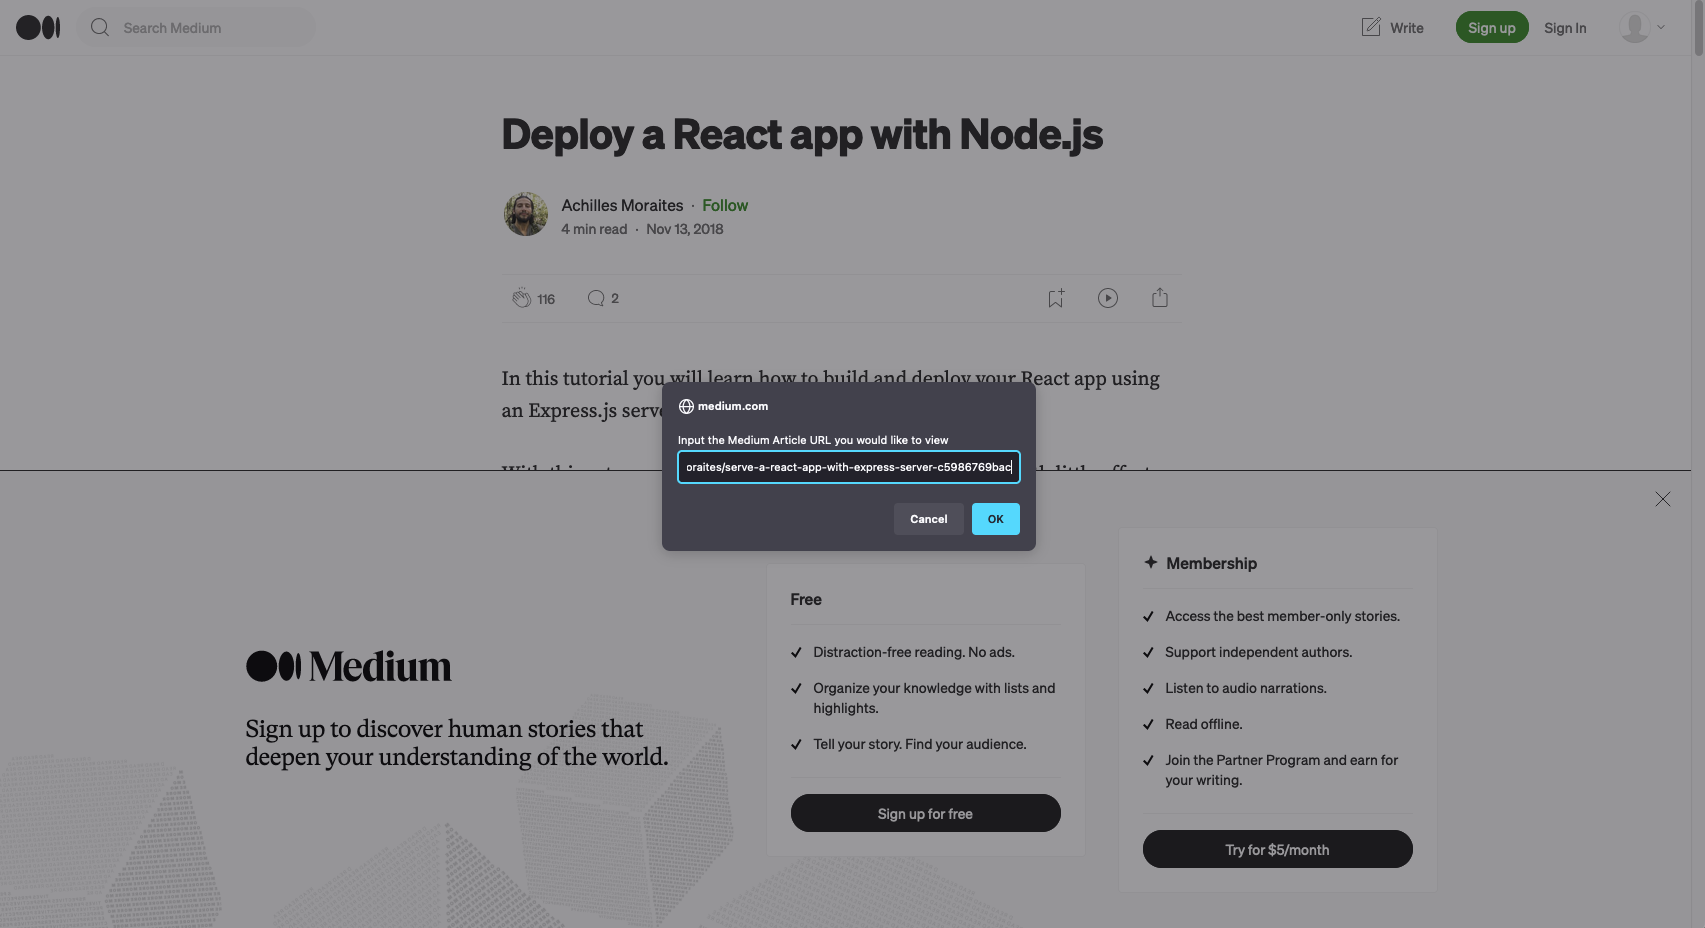 Search Medium
Write
Sign up
Sign In
Deploy a React app with Node.js
Achilles Moraites · Follow
4 min read · Nov 13, 2018
116
2
In this tutorial you will learn how to build and deploy your React app using
an Express.js serve
medium.com
Input the Medium Article URL you would like to view
oraites/serve-a-react-app-with-express-server-c5986769bac
Cancel
OK
Medium
Sign up to discover human stories that
deepen your understanding of the world.
Free
Distraction-free reading. No ads.
Organize your knowledge with lists and
highlights.
Tell your story. Find your audience.
Sign up for free
Membership
Access the best member-only stories.
Support independent authors.
Listen to audio narrations.
Read offline.
Join the Partner Program and earn for
your writing.
Try for $5/month